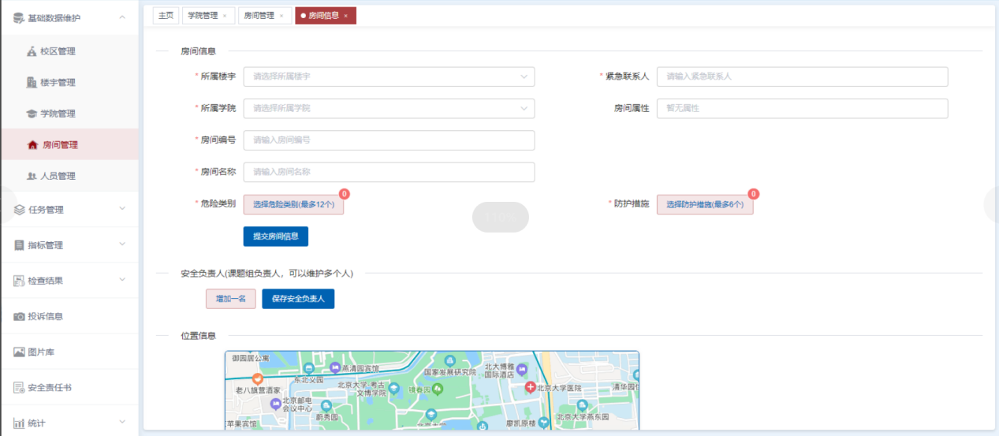 基础数据维护
校区管理
楼宇管理
学院管理
房间管理
人员管理
任务管理
指标管理
检查结果
投诉信息
图片库
安全责任书
统计
主页 学院管理 × 房间管理 × 房间信息 ×
房间信息
* 所属楼宇 请选择所属楼宇 * 紧急联系人 请输入紧急联系人
* 所属学院 请选择所属学院 房间属性 暂无属性
* 房间编号 请输入房间编号
* 房间名称 请输入房间名称
* 危险类别 选择危险类别(最多12个) 0 * 防护措施 选择防护措施(最多6个) 0
提交房间信息
安全负责人(课题组负责人，可以维护多个人)
增加一名 保存安全负责人
位置信息
御园居公寓
燕清园宾馆
东北义园
国家发展研究院
北大博雅
国际酒店
老八旗营酒家
北京大学考古
文博学院
镜春园
北京大学医院
清华园
北京邮电
会议中心
蔚秀园
北京大学燕东园
苹果宾馆
廖凯原楼